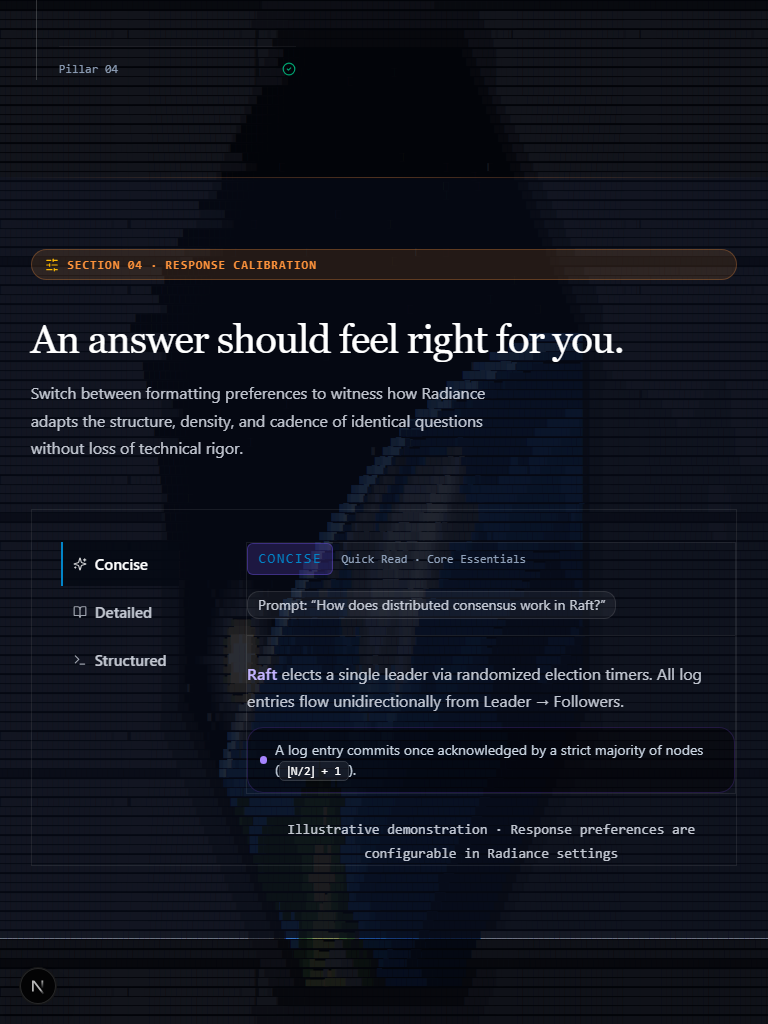 Pillar 04
SECTION 04 · RESPONSE CALIBRATION
An answer should feel right for you.
Switch between formatting preferences to witness how Radiance
adapts the structure, density, and cadence of identical questions
without loss of technical rigor.
Concise
Detailed
Structured
CONCISE Quick Read · Core Essentials
Prompt: “How does distributed consensus work in Raft?”
Raft elects a single leader via randomized election timers. All log
entries flow unidirectionally from Leader → Followers.
A log entry commits once acknowledged by a strict majority of nodes
(⌊N/2⌋ + 1).
Illustrative demonstration · Response preferences are
configurable in Radiance settings
N